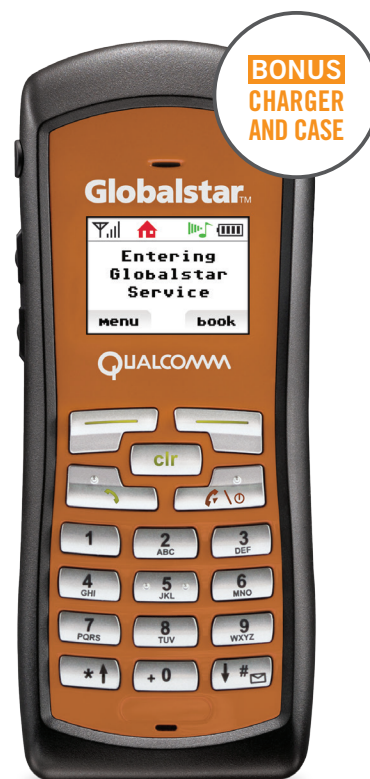 BONUS
CHARGER
AND CASE
Globalstar™
Entering
Globalstar
Service
menu book
QUALCOMM
clr
1 2 ABC 3 DEF
4 GHI 5 JKL 6 MNO
7 PQRS 8 TUV 9 WXYZ
* + 0 #